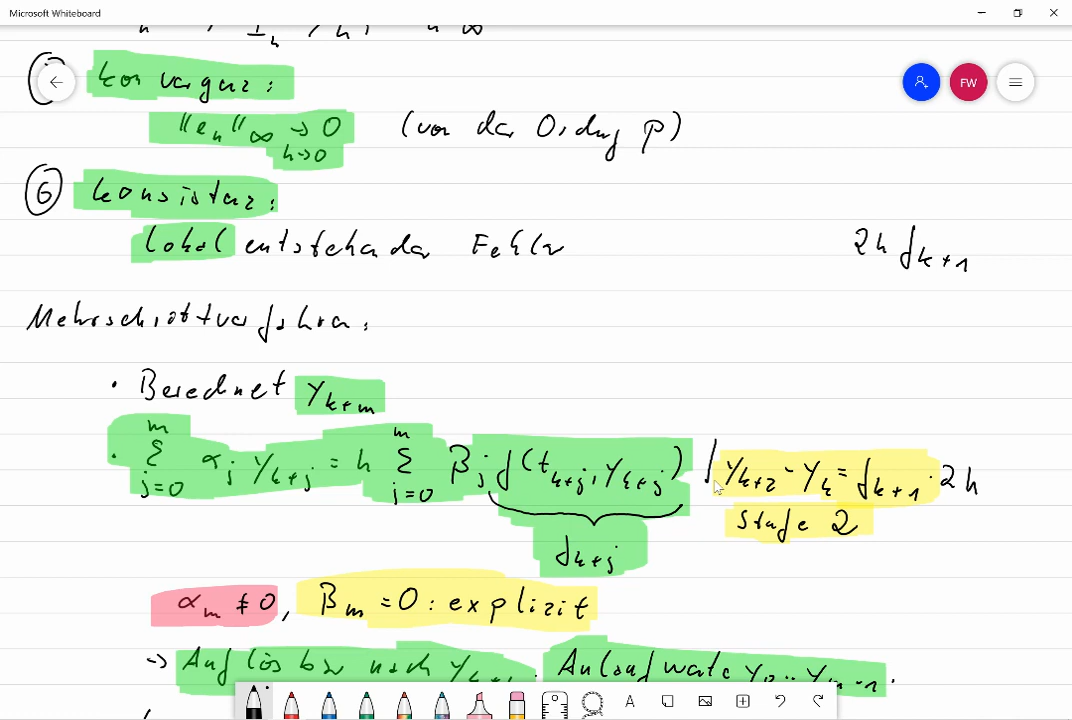 Microsoft Whiteboard
FW
Konvergenz:
||e_h||_∞ → 0 (von der Ordnung p)
h→0
⑥ Konsistenz:
Lokal entstehender Fehler 2h f_{k+1}
Mehrschrittverfahren:
• Berechnet y_{k+m}
• Σ_{j=0}^{m} α_j y_{k+j} = h Σ_{j=0}^{m} β_j f(t_{k+j}, y_{k+j}) | y_{k+2} - y_k = f_{k+1} · 2h
Stufe 2
f_{k+j}
α_m ≠ 0, β_m = 0: explizit
→ Auflösbar nach y_{k+m}. Anlaufwerte y_0 .. y_{m-1}.